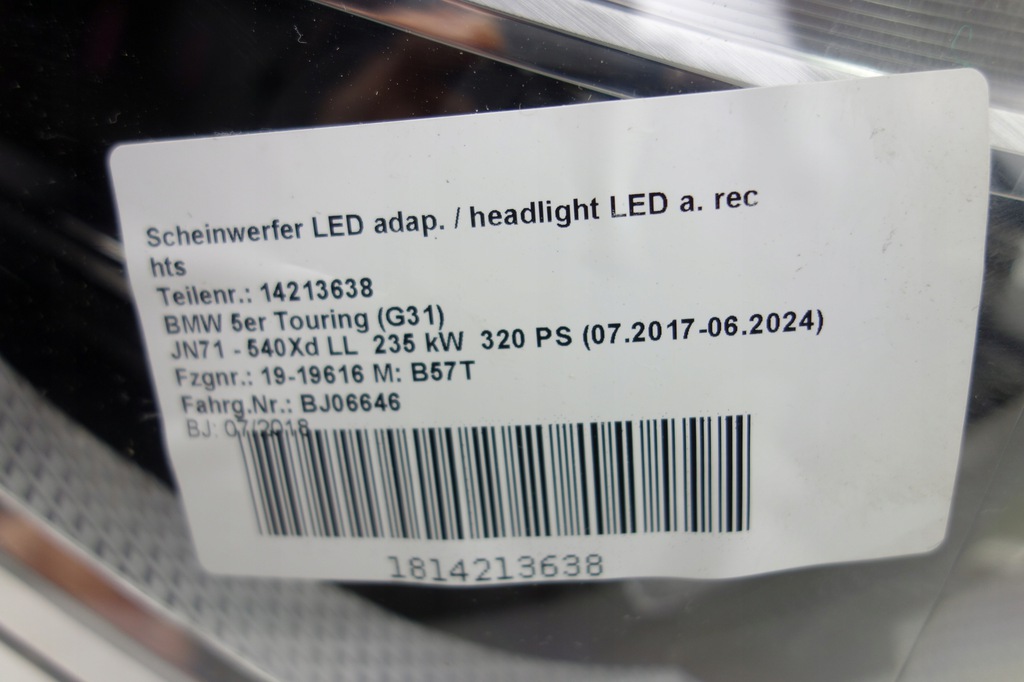 Scheinwerfer LED adap. / headlight LED a. rec
hts
Teilenr.: 14213638
BMW 5er Touring (G31)
JN71 - 540Xd LL 235 kW 320 PS (07.2017-06.2024)
Fzgnr.: 19-19616 M: B57T
Fahrg.Nr.: BJ06646
BJ: 07/2018
1814213638